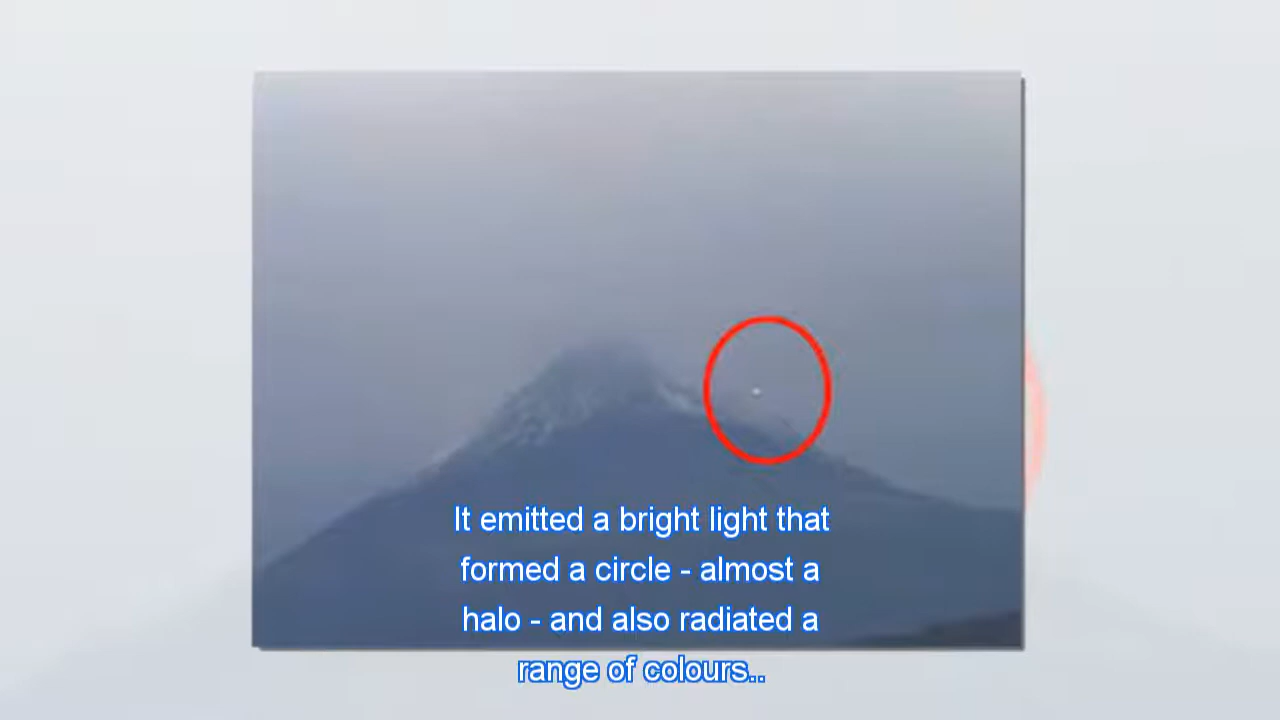 It emitted a bright light that
formed a circle - almost a
halo - and also radiated a
range of colours..